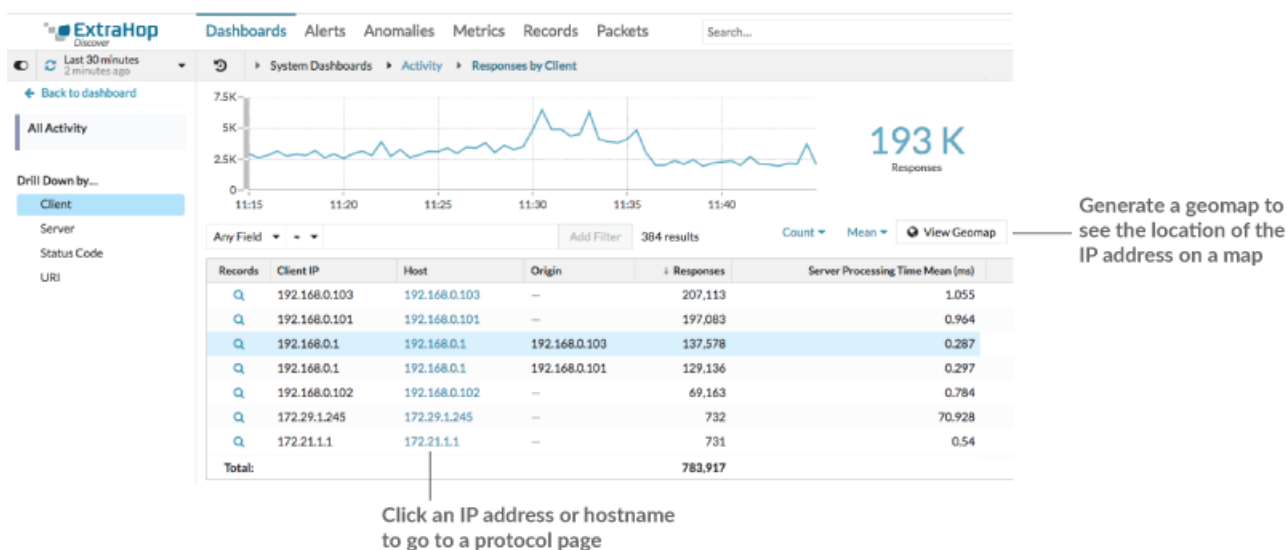 ExtraHop
Discover
Dashboards Alerts Anomalies Metrics Records Packets Search...
Last 30 minutes
2 minutes ago
System Dashboards Activity Responses by Client
Back to dashboard
All Activity
Drill Down by...
Client
Server
Status Code
URI
7.5K
5K
2.5K
0
11:15 11:20 11:25 11:30 11:35 11:40
193 K
Responses
Any Field = Add Filter 384 results Count Mean View Geomap
Generate a geomap to
see the location of the
IP address on a map
Records Client IP Host Origin ↓ Responses Server Processing Time Mean (ms)
192.168.0.103 192.168.0.103 — 207,113 1.055
192.168.0.101 192.168.0.101 — 197,083 0.964
192.168.0.1 192.168.0.1 192.168.0.103 137,578 0.287
192.168.0.1 192.168.0.1 192.168.0.101 129,136 0.297
192.168.0.102 192.168.0.102 — 69,163 0.784
172.29.1.245 172.29.1.245 — 732 70.928
172.21.1.1 172.21.1.1 — 731 0.54
Total: 783,917
Click an IP address or hostname
to go to a protocol page